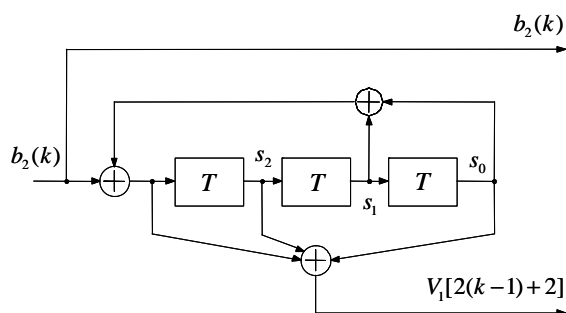 b₂(k)
b₂(k)
s₂
T
T
T
s₀
s₁
V₁[2(k−1)+2]